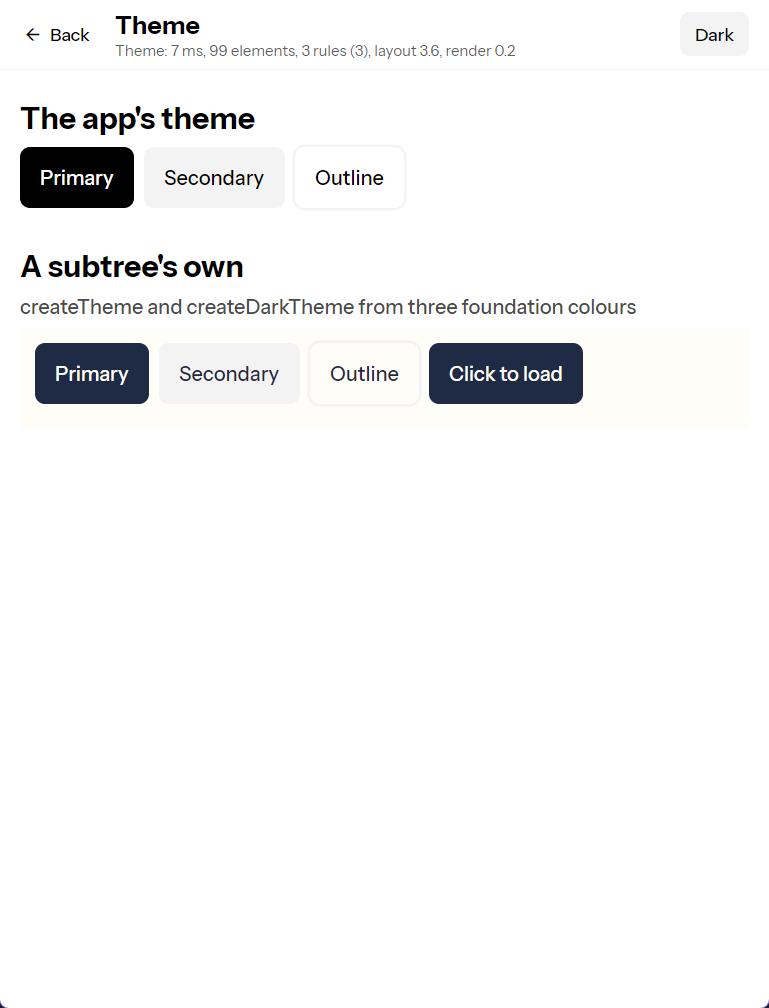 Back
Theme
Theme: 7 ms, 99 elements, 3 rules (3), layout 3.6, render 0.2
Dark
The app's theme
Primary
Secondary
Outline
A subtree's own
createTheme and createDarkTheme from three foundation colours
Primary
Secondary
Outline
Click to load